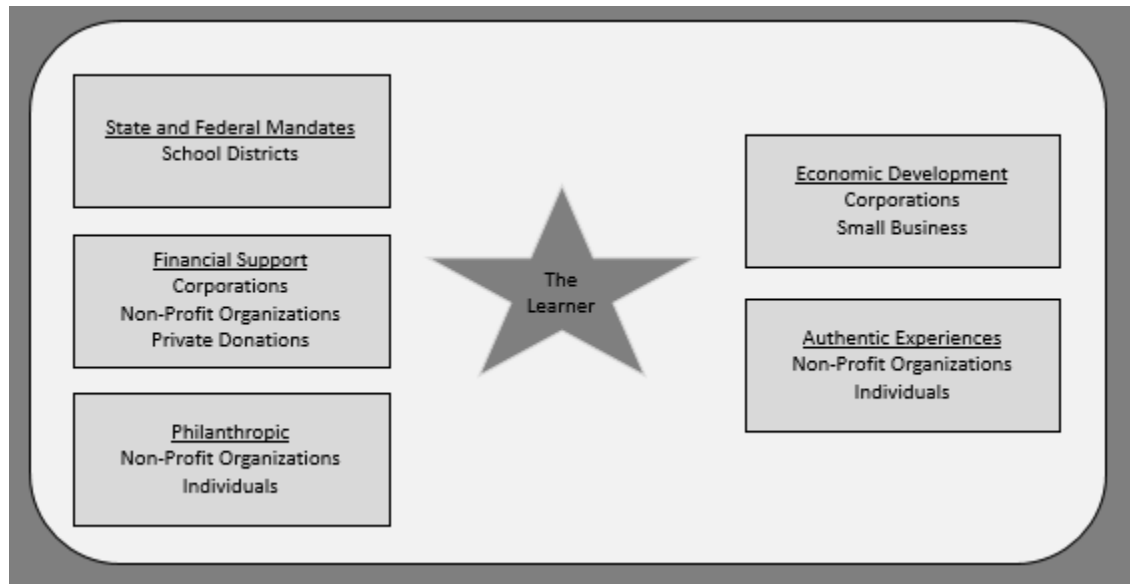 State and Federal Mandates
School Districts
Financial Support
Corporations
Non-Profit Organizations
Private Donations
Philanthropic
Non-Profit Organizations
Individuals
The
Learner
Economic Development
Corporations
Small Business
Authentic Experiences
Non-Profit Organizations
Individuals